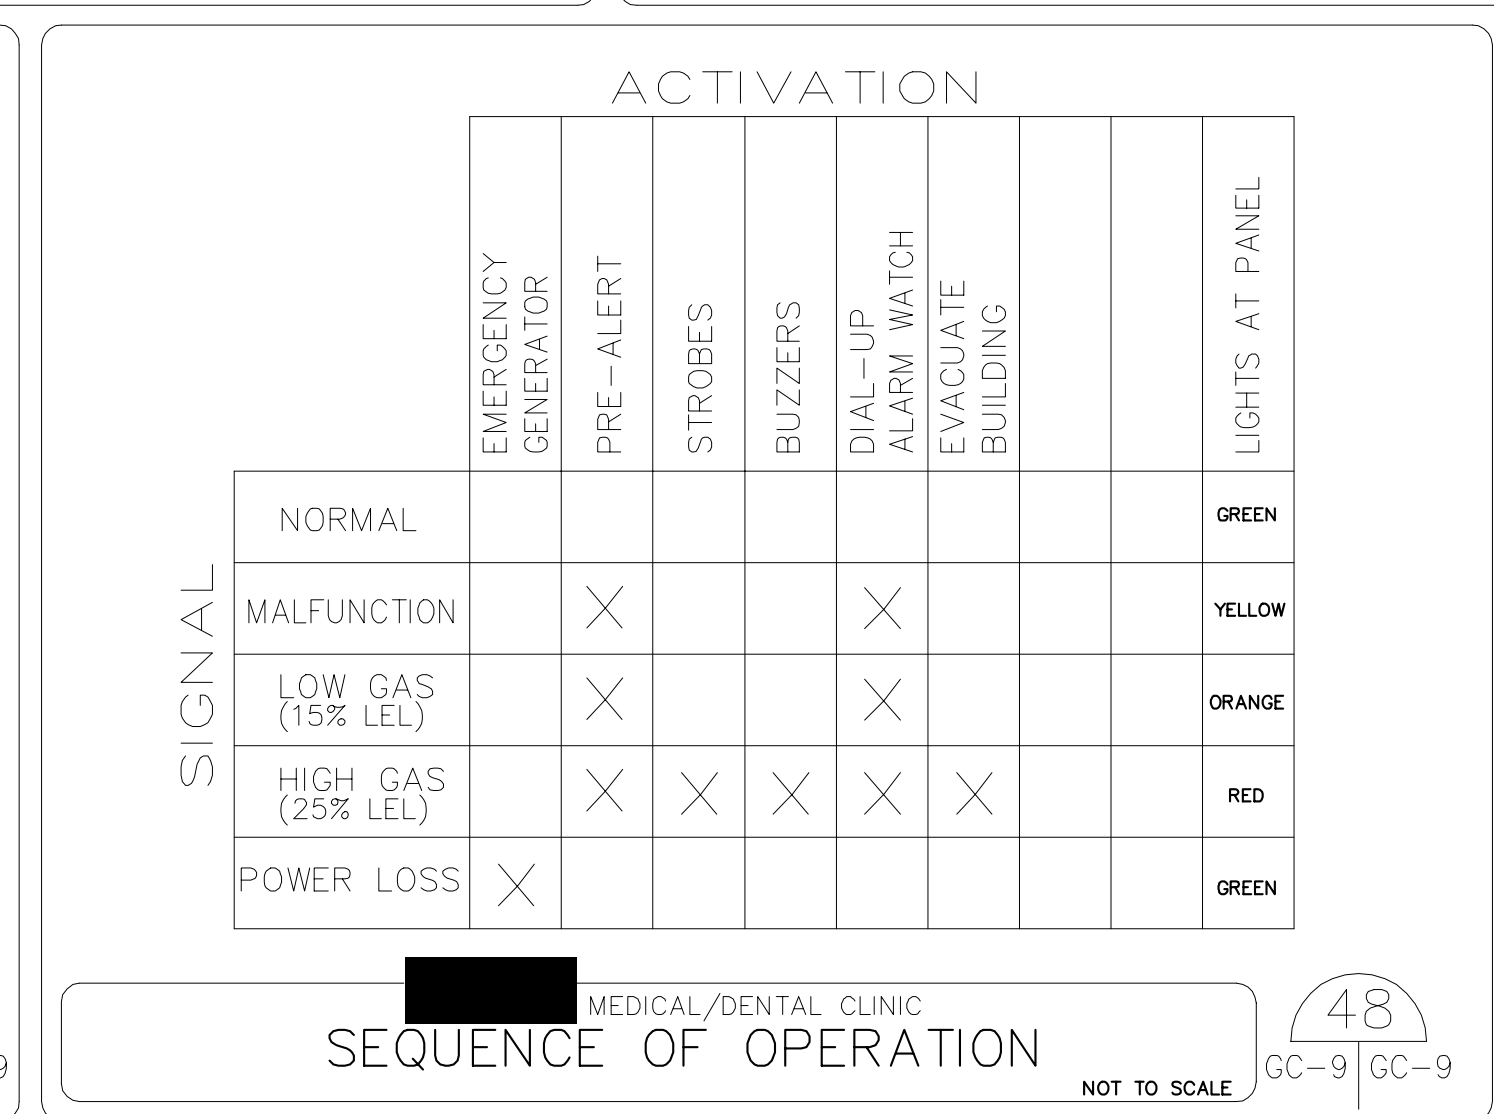 ACTIVATION
EMERGENCY
GENERATOR
PRE-ALERT
STROBES
BUZZERS
DIAL-UP
ALARM WATCH
EVACUATE
BUILDING
LIGHTS AT PANEL
SIGNAL
NORMAL GREEN
MALFUNCTION X X YELLOW
LOW GAS
(15% LEL) X X ORANGE
HIGH GAS
(25% LEL) X X X X X RED
POWER LOSS X GREEN
MEDICAL/DENTAL CLINIC
SEQUENCE OF OPERATION
NOT TO SCALE
48
GC-9 GC-9
9